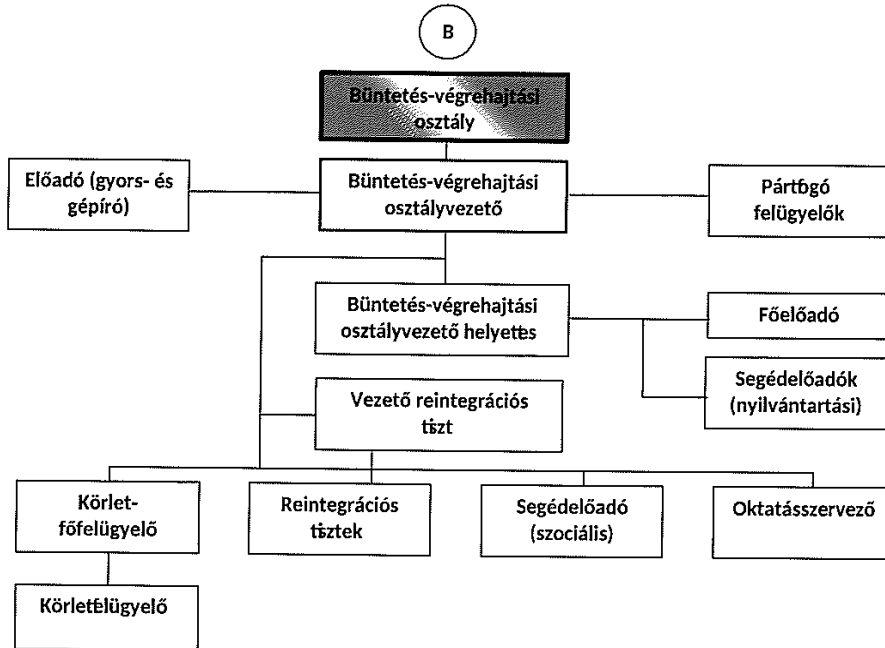 B
Büntetés-végrehajtási
osztály
Előadó (gyors- és
gépíró)
Büntetés-végrehajtási
osztályvezető
Pártfogó
felügyelők
Büntetés-végrehajtási
osztályvezető helyettes
Főelőadó
Segédelőadók
(nyilvántartási)
Vezető reintegrációs
tiszt
Körlet-
főfelügyelő
Reintegrációs
tisztek
Segédelőadó
(szociális)
Oktatásszervező
Körletfelügyelő